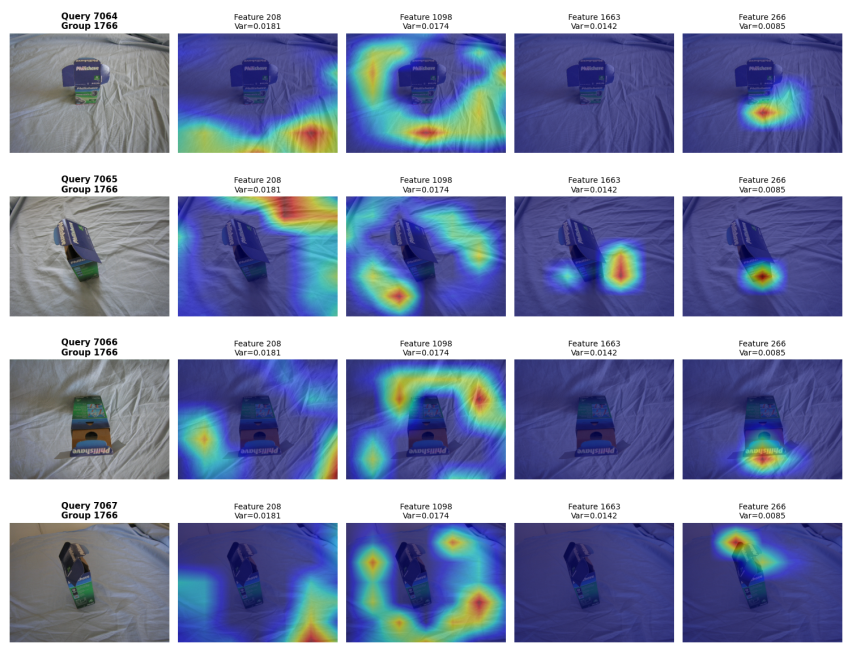 Query 7064
Group 1766
Feature 208
Var=0.0181
Feature 1098
Var=0.0174
Feature 1663
Var=0.0142
Feature 266
Var=0.0085
Query 7065
Group 1766
Feature 208
Var=0.0181
Feature 1098
Var=0.0174
Feature 1663
Var=0.0142
Feature 266
Var=0.0085
Query 7066
Group 1766
Feature 208
Var=0.0181
Feature 1098
Var=0.0174
Feature 1663
Var=0.0142
Feature 266
Var=0.0085
Philishave
Query 7067
Group 1766
Feature 208
Var=0.0181
Feature 1098
Var=0.0174
Feature 1663
Var=0.0142
Feature 266
Var=0.0085